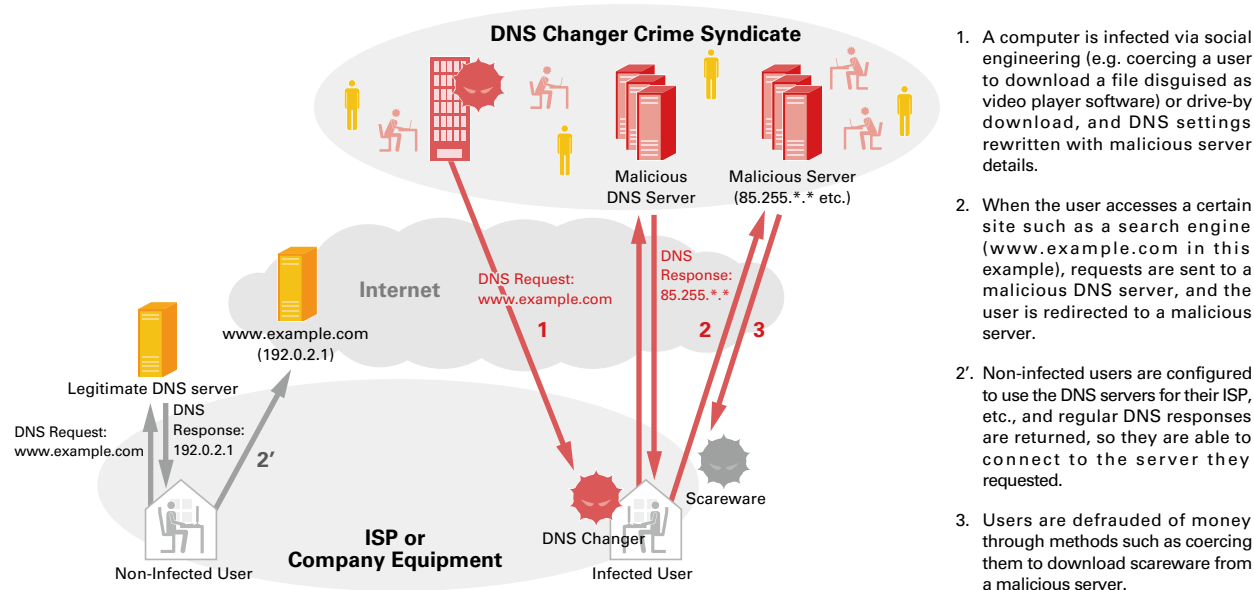 DNS Changer Crime Syndicate
Malicious
DNS Server
Malicious Server
(85.255.*.* etc.)
Internet
DNS Request:
www.example.com
1
DNS
Response:
85.255.*.*
2
3
www.example.com
(192.0.2.1)
Legitimate DNS server
DNS Request:
www.example.com
DNS
Response:
192.0.2.1
2'
Scareware
DNS Changer
ISP or
Company Equipment
Non-Infected User
Infected User
1. A computer is infected via social
engineering (e.g. coercing a user
to download a file disguised as
video player software) or drive-by
download, and DNS settings
rewritten with malicious server
details.
2. When the user accesses a certain
site such as a search engine
(www.example.com in this
example), requests are sent to a
malicious DNS server, and the
user is redirected to a malicious
server.
2'. Non-infected users are configured
to use the DNS servers for their ISP,
etc., and regular DNS responses
are returned, so they are able to
connect to the server they
requested.
3. Users are defrauded of money
through methods such as coercing
them to download scareware from
a malicious server.